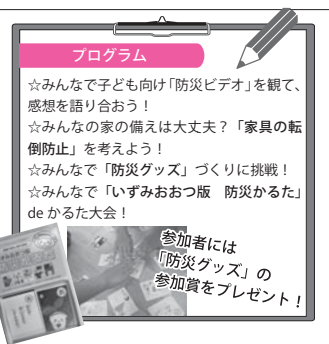 プログラム
☆みんなで子ども向け「防災ビデオ」を観て、
感想を語り合おう！
☆みんなの家の備えは大丈夫？「家具の転
倒防止」を考えよう！
☆みんなで「防災グッズ」づくりに挑戦！
☆みんなで「いずみおおつ版　防災かるた」
de かるた大会！
参加者には
「防災グッズ」の
参加賞をプレゼント！